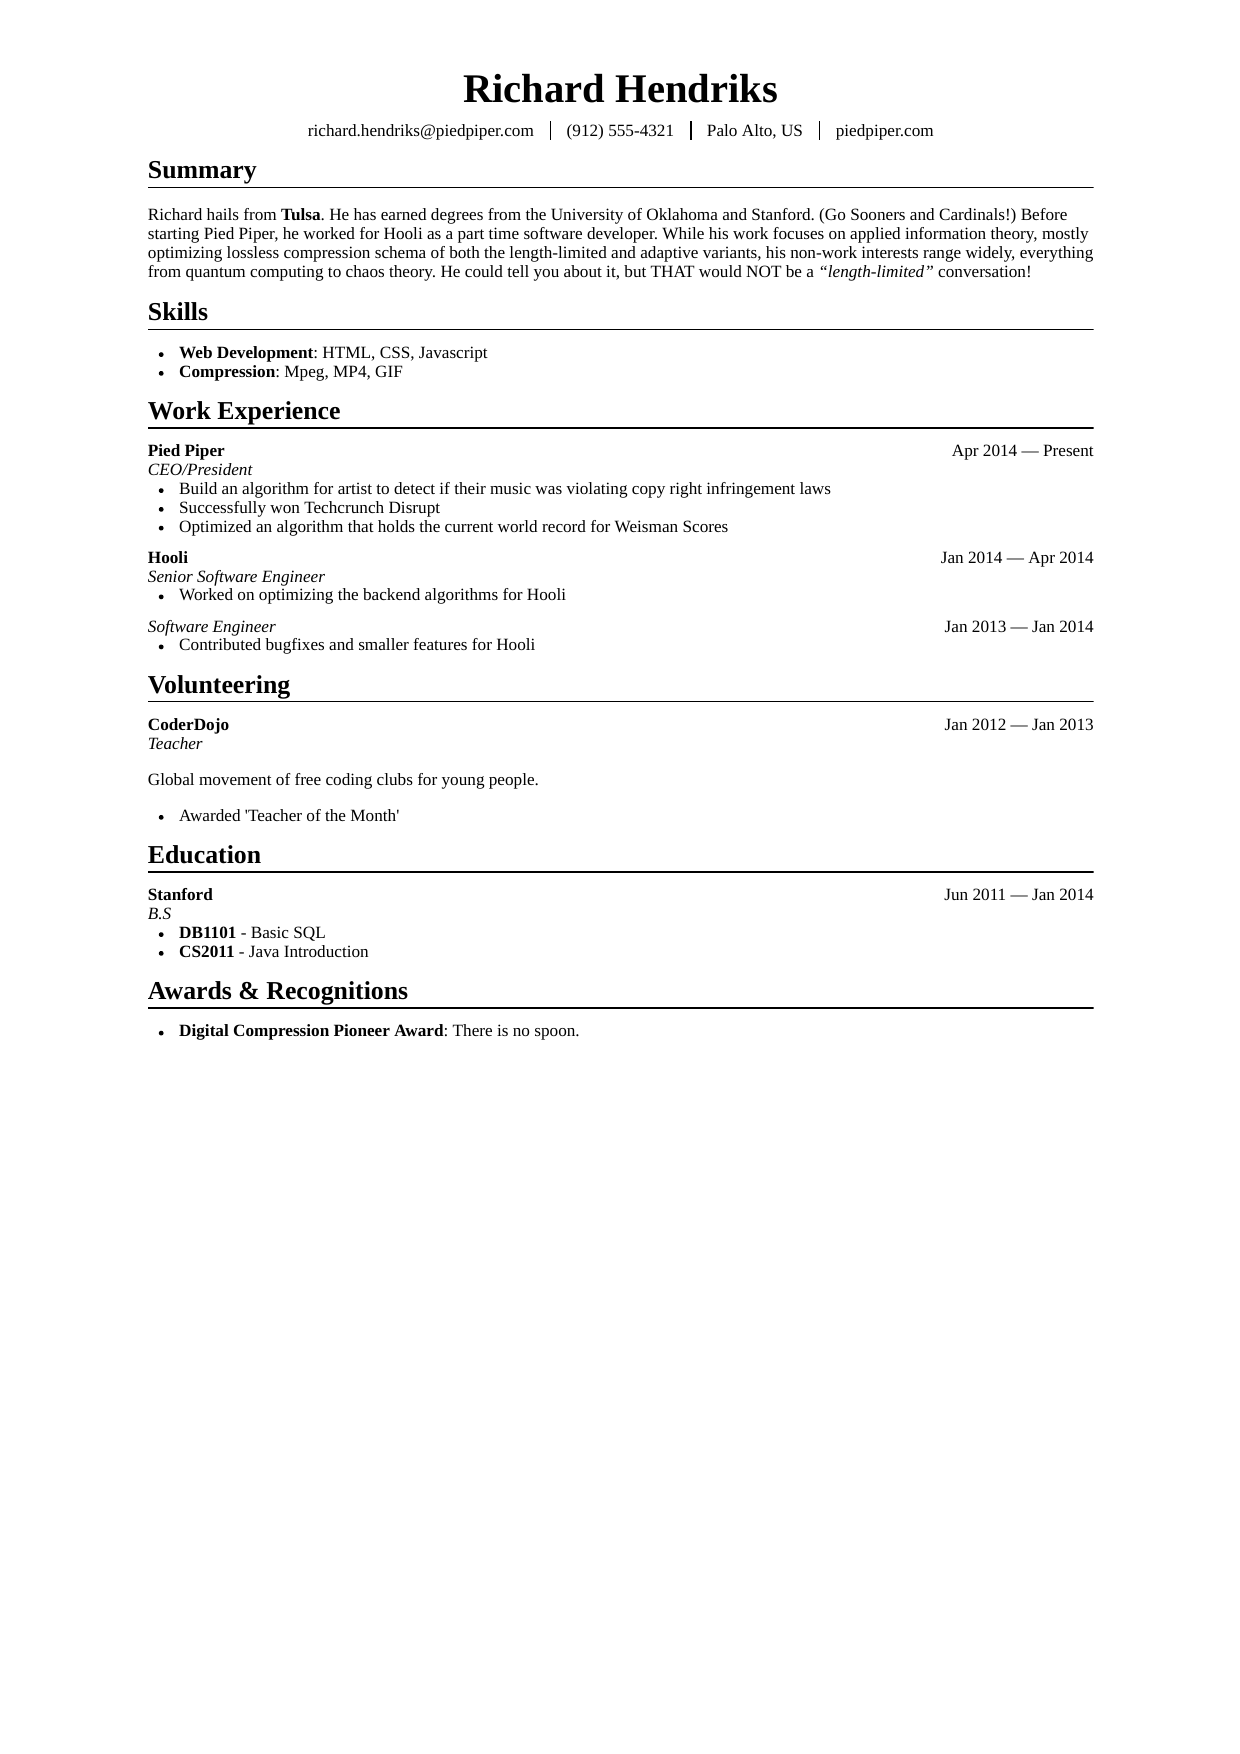 Richard Hendriks
richard.hendriks@piedpiper.com | (912) 555-4321 | Palo Alto, US | piedpiper.com
Summary
Richard hails from Tulsa. He has earned degrees from the University of Oklahoma and Stanford. (Go Sooners and Cardinals!) Before
starting Pied Piper, he worked for Hooli as a part time software developer. While his work focuses on applied information theory, mostly
optimizing lossless compression schema of both the length-limited and adaptive variants, his non-work interests range widely, everything
from quantum computing to chaos theory. He could tell you about it, but THAT would NOT be a “length-limited” conversation!
Skills
• Web Development: HTML, CSS, Javascript
• Compression: Mpeg, MP4, GIF
Work Experience
Pied Piper Apr 2014 — Present
CEO/President
• Build an algorithm for artist to detect if their music was violating copy right infringement laws
• Successfully won Techcrunch Disrupt
• Optimized an algorithm that holds the current world record for Weisman Scores
Hooli Jan 2014 — Apr 2014
Senior Software Engineer
• Worked on optimizing the backend algorithms for Hooli
Software Engineer Jan 2013 — Jan 2014
• Contributed bugfixes and smaller features for Hooli
Volunteering
CoderDojo Jan 2012 — Jan 2013
Teacher
Global movement of free coding clubs for young people.
• Awarded 'Teacher of the Month'
Education
Stanford Jun 2011 — Jan 2014
B.S
• DB1101 - Basic SQL
• CS2011 - Java Introduction
Awards & Recognitions
• Digital Compression Pioneer Award: There is no spoon.